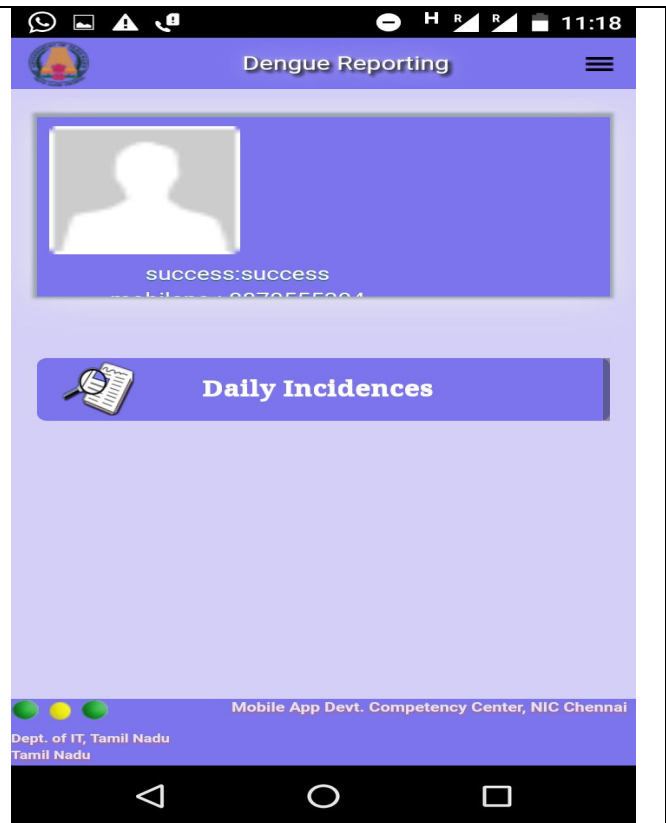 H R R 11:18
Dengue Reporting
success:success
Daily Incidences
Mobile App Devt. Competency Center, NIC Chennai
Dept. of IT, Tamil Nadu
Tamil Nadu